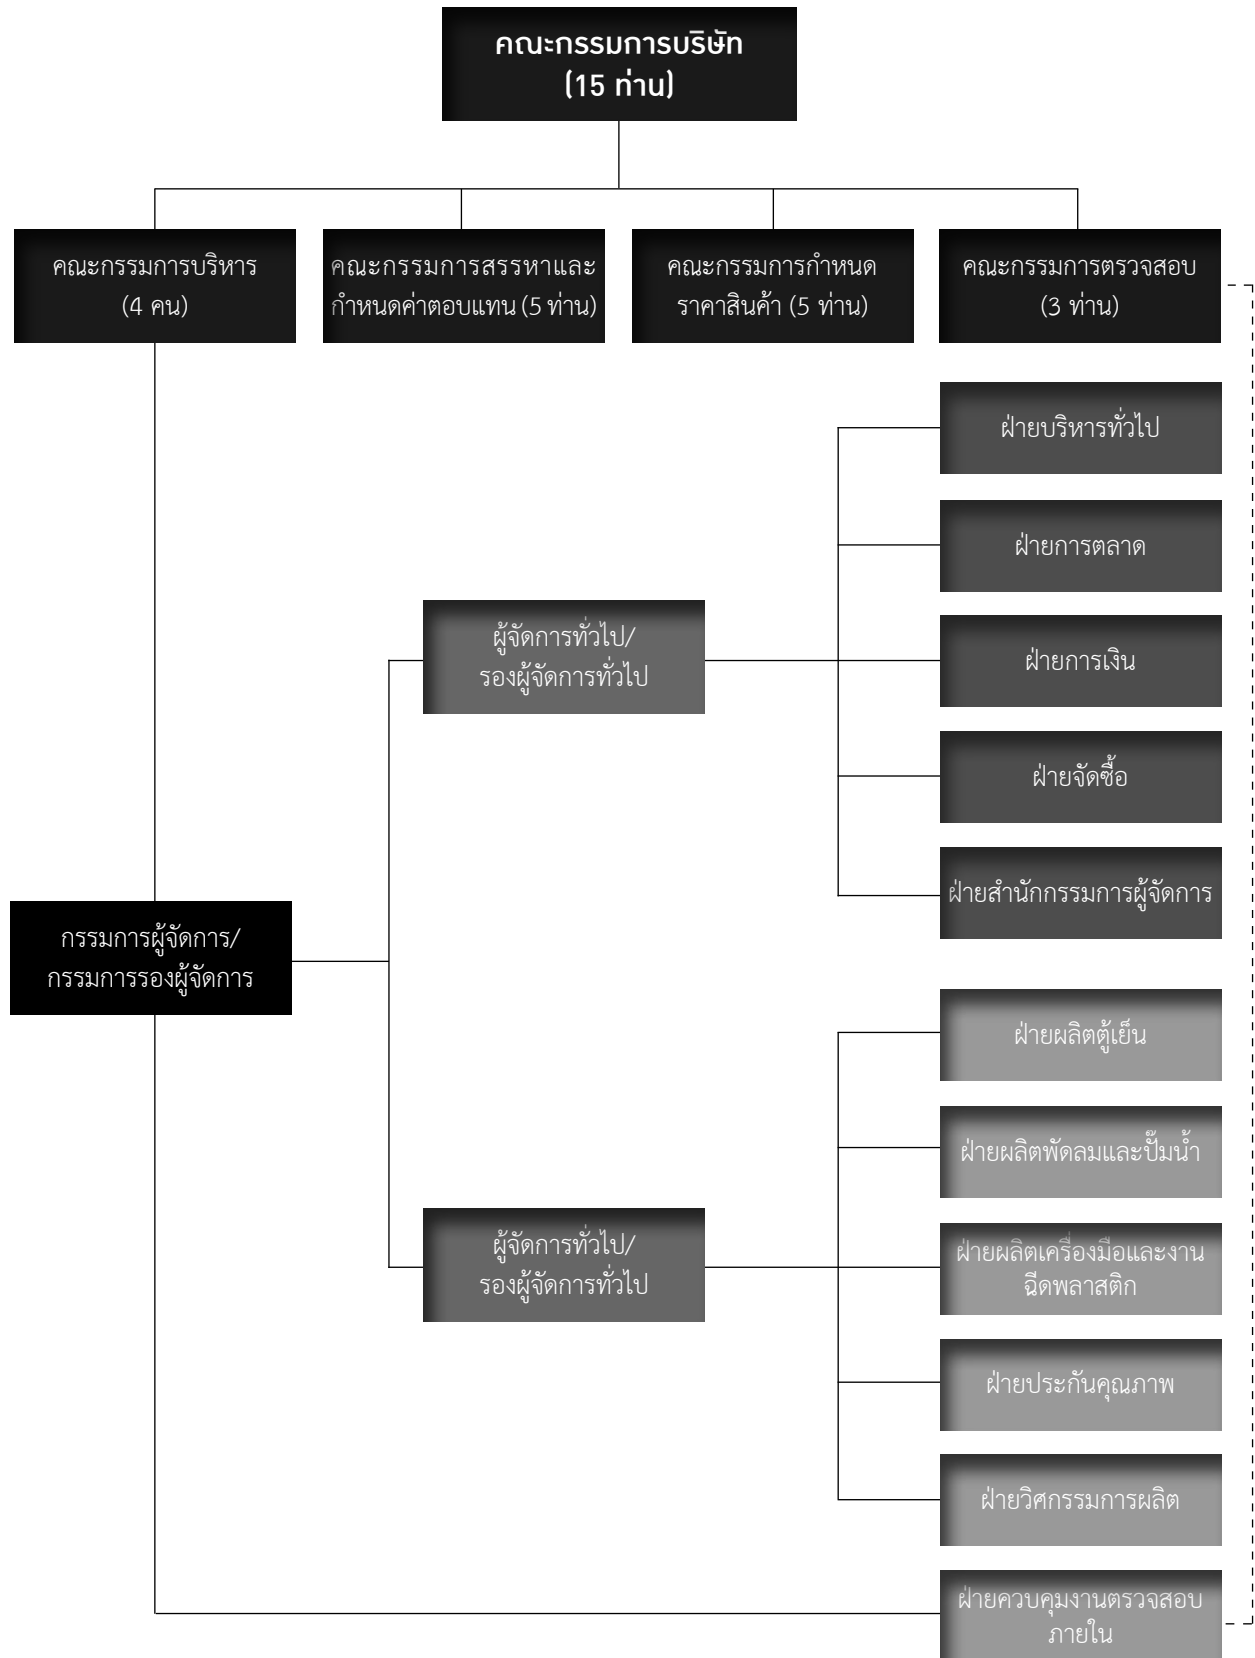 คณะกรรมการบริษัท
(15 ท่าน)
คณะกรรมการบริหาร
(4 คน)
คณะกรรมการสรรหาและ
กำหนดค่าตอบแทน (5 ท่าน)
คณะกรรมการกำหนด
ราคาสินค้า (5 ท่าน)
คณะกรรมการตรวจสอบ
(3 ท่าน)
ฝ่ายบริหารทั่วไป
ฝ่ายการตลาด
ผู้จัดการทั่วไป/
รองผู้จัดการทั่วไป
ฝ่ายการเงิน
ฝ่ายจัดซื้อ
ฝ่ายสำนักกรรมการผู้จัดการ
กรรมการผู้จัดการ/
กรรมการรองผู้จัดการ
ฝ่ายผลิตตู้เย็น
ฝ่ายผลิตพัดลมและปั๊มน้ำ
ผู้จัดการทั่วไป/
รองผู้จัดการทั่วไป
ฝ่ายผลิตเครื่องมือและงาน
ฉีดพลาสติก
ฝ่ายประกันคุณภาพ
ฝ่ายวิศกรรมการผลิต
ฝ่ายควบคุมงานตรวจสอบ
ภายใน